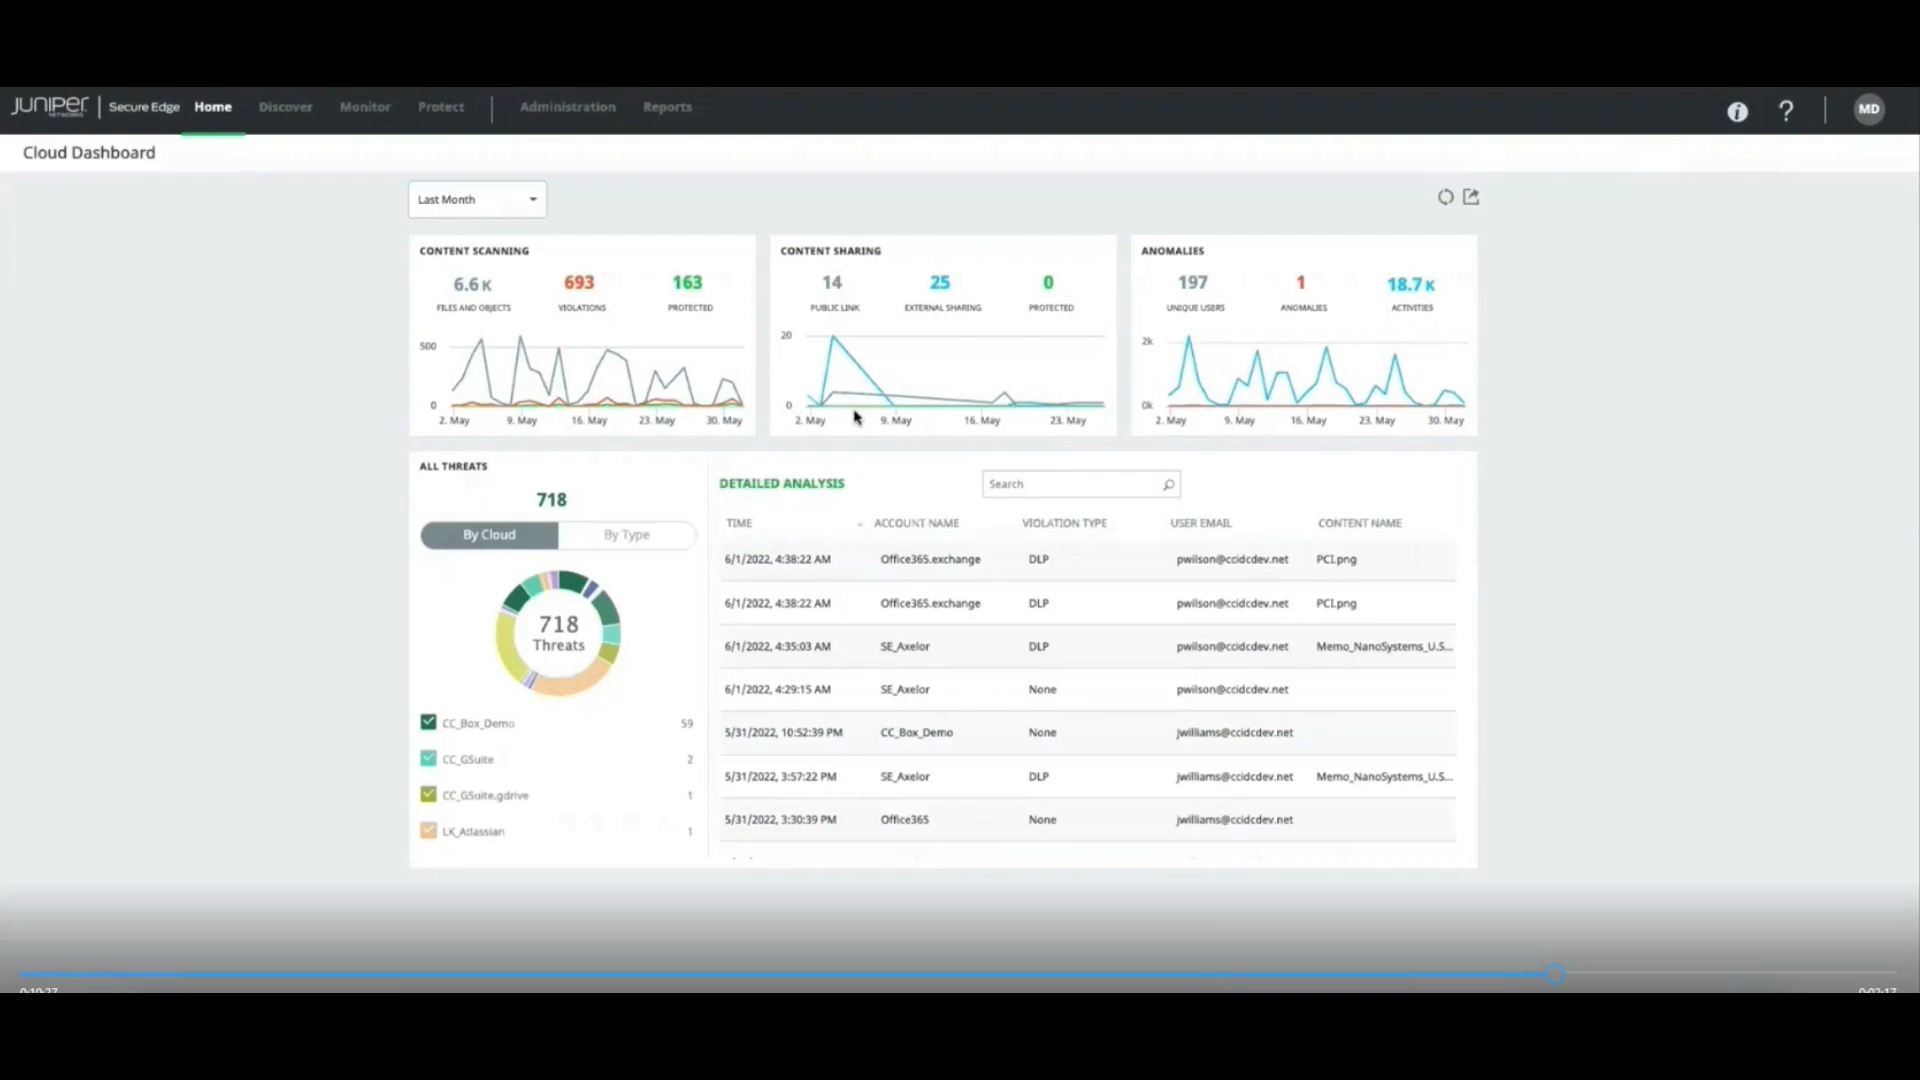 JUNIPER NETWORKS | Secure Edge Home Discover Monitor Protect | Administration Reports i ? | MD
Cloud Dashboard
Last Month
CONTENT SCANNING
6.6 K 693 163
FILES AND OBJECTS VIOLATIONS PROTECTED
500
0
2. May 9. May 16. May 23. May 30. May
CONTENT SHARING
14 25 0
PUBLIC LINK EXTERNAL SHARING PROTECTED
20
0
2. May 9. May 16. May 23. May
ANOMALIES
197 1 18.7 K
UNIQUE USERS ANOMALIES ACTIVITIES
2k
0k
2. May 9. May 16. May 23. May 30. May
ALL THREATS
718
By Cloud By Type
718
Threats
CC_Box_Demo 59
CC_GSuite 2
CC_GSuite.gdrive 1
LK_Atlassian 1
DETAILED ANALYSIS Search
TIME ACCOUNT NAME VIOLATION TYPE USER EMAIL CONTENT NAME
6/1/2022, 4:38:22 AM Office365.exchange DLP pwilson@ccidcdev.net PCI.png
6/1/2022, 4:38:22 AM Office365.exchange DLP pwilson@ccidcdev.net PCI.png
6/1/2022, 4:35:03 AM SE_Axelor DLP pwilson@ccidcdev.net Memo_NanoSystems_U.S...
6/1/2022, 4:29:15 AM SE_Axelor None pwilson@ccidcdev.net
5/31/2022, 10:52:39 PM CC_Box_Demo None jwilliams@ccidcdev.net
5/31/2022, 3:57:22 PM SE_Axelor DLP jwilliams@ccidcdev.net Memo_NanoSystems_U.S...
5/31/2022, 3:30:39 PM Office365 None jwilliams@ccidcdev.net